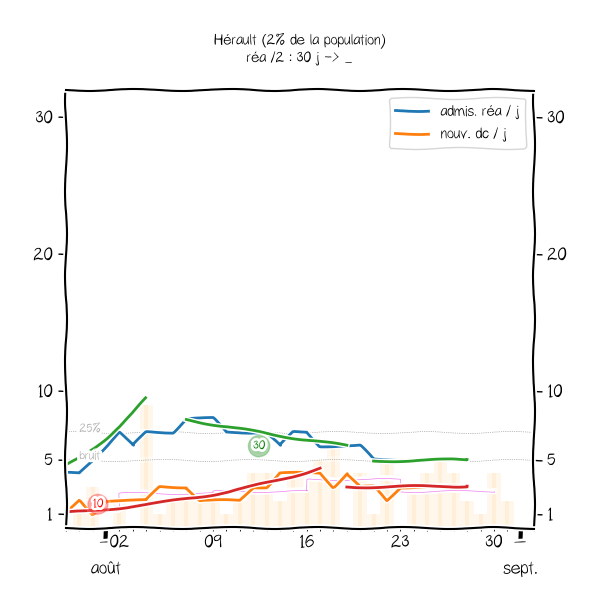 Hérault (2% de la population)
réa /2 : 30 j -> _
admis. réa / j
nouv. dc / j
30
30
20
20
10
10
25%
bruit
5
5
30
10
1
1
02
09
16
23
30
août
sept.